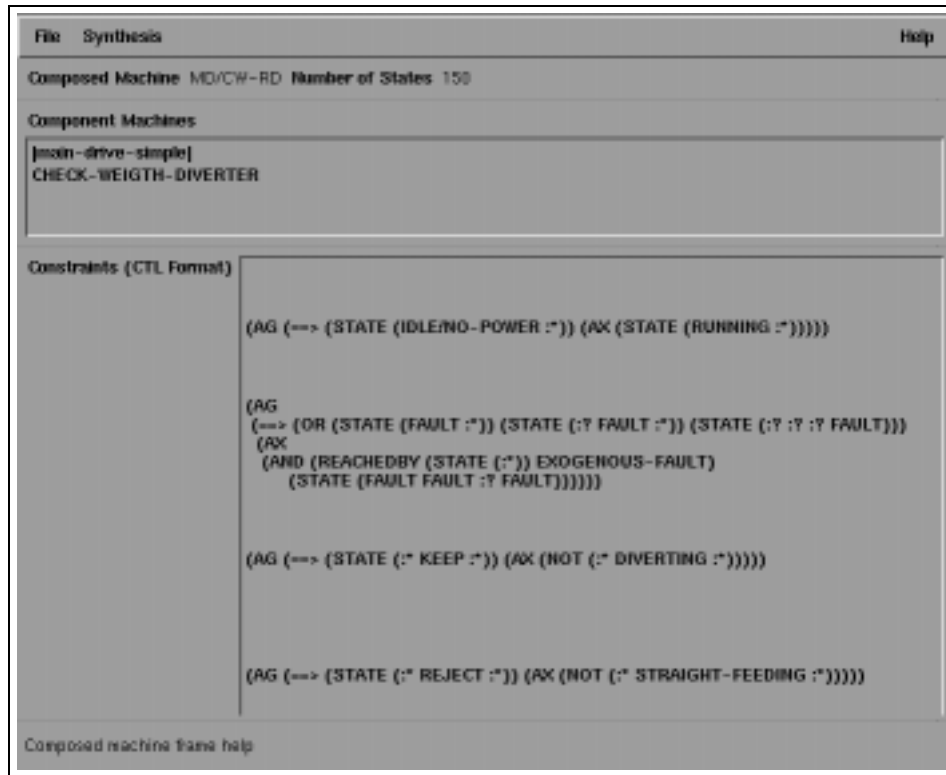 File Synthesis Help
Composed Machine MD/CW-RD Number of States 150
Component Machines
|main-drive-simple|
CHECK-WEIGTH-DIVERTER
Constraints (CTL Format)
(AG (==> (STATE (IDLE/NO-POWER :*)) (AX (STATE (RUNNING :*)))))
(AG
(==> (OR (STATE (FAULT :*)) (STATE (:? FAULT :*)) (STATE (:? :? :? FAULT)))
(AX
(AND (REACHEDBY (STATE (:*)) EXOGENOUS-FAULT)
(STATE (FAULT FAULT :? FAULT))))))
(AG (==> (STATE (:* KEEP :*)) (AX (NOT (:* DIVERTING :*)))))
(AG (==> (STATE (:* REJECT :*)) (AX (NOT (:* STRAIGHT-FEEDING :*)))))
Composed machine frame help